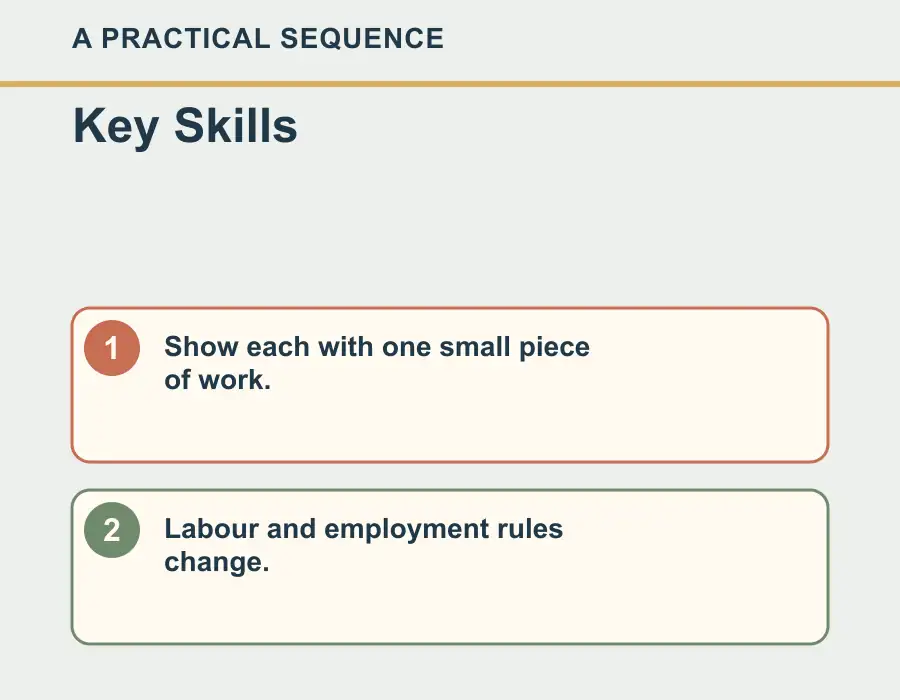 A PRACTICAL SEQUENCE
Key Skills
1
Show each with one small piece
of work.
2
Labour and employment rules
change.